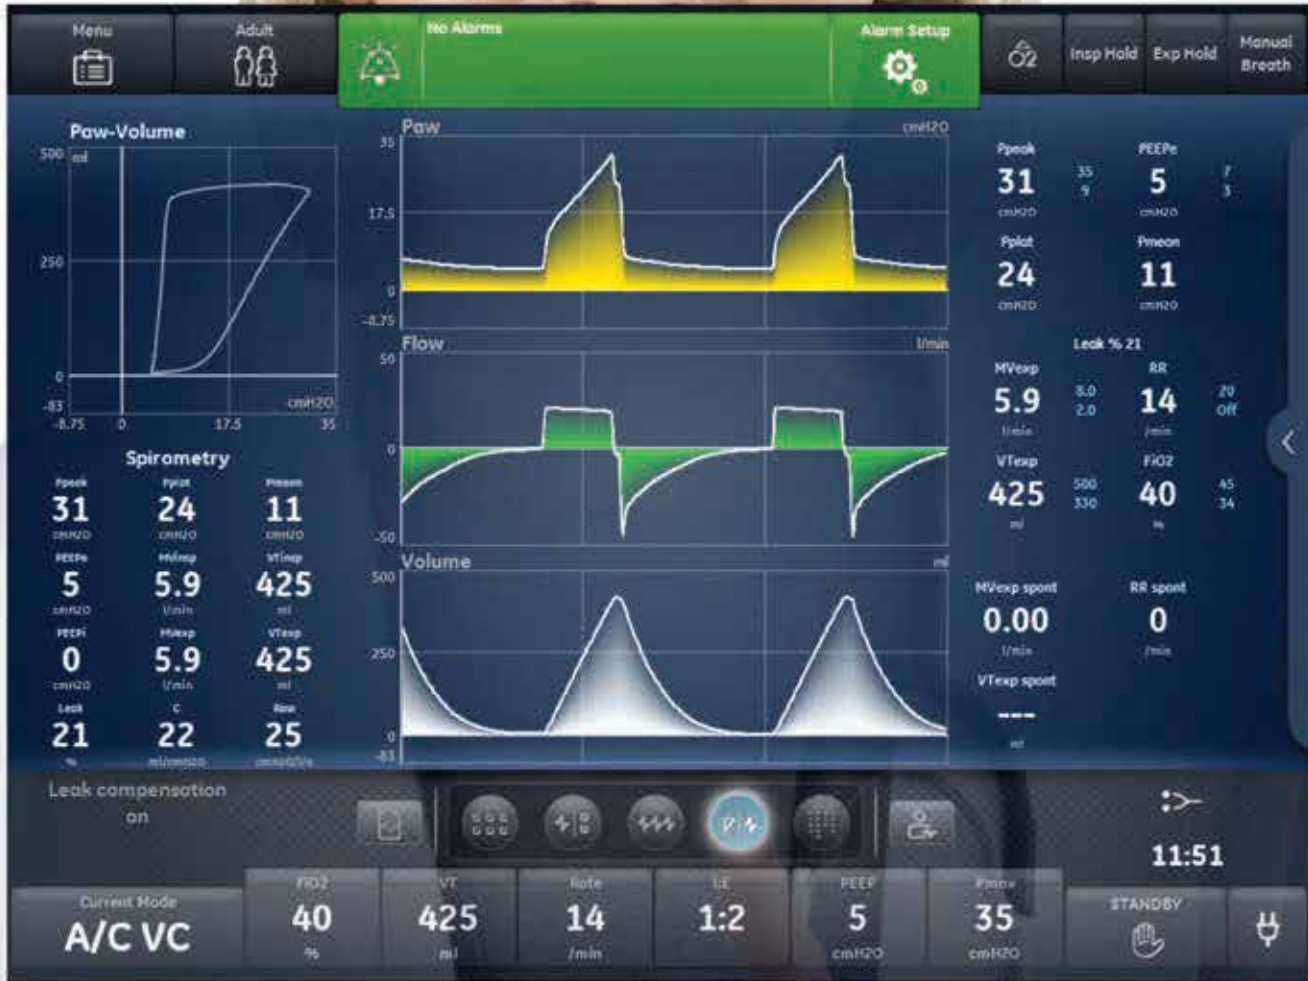 Menu
Adult
No Alarms
Alarm Setup
O2
Insp Hold
Exp Hold
Manual
Breath
Paw-Volume
500 ml
250
0
-83
cmH2O
-8.75 0 17.5 35
Spirometry
Ppeak Pplat Pmean
31 24 11
cmH2O cmH2O cmH2O
PEEPe MVinsp VTinsp
5 5.9 425
cmH2O l/min ml
PEEPi MVexp VTexp
0 5.9 425
cmH2O l/min ml
Leak C Raw
21 22 25
% ml/cmH2O cmH2O/l/s
Paw cmH2O
35
17.5
0
-8.75
Flow l/min
50
0
-50
Volume ml
500
250
0
-83
Ppeak PEEPe
31 35 9 5 7 3
cmH2O cmH2O
Pplat Pmean
24 11
cmH2O cmH2O
Leak % 21
MVexp RR
5.9 8.0 2.0 14 20 Off
l/min /min
VTexp FiO2
425 500 330 40 45 34
ml %
MVexp spont RR spont
0.00 0
l/min /min
VTexp spont
---
ml
Leak compensation
on
11:51
Current Mode
A/C VC
FiO2
40
%
VT
425
ml
Rate
14
/min
I:E
1:2
PEEP
5
cmH2O
Pmax
35
cmH2O
STANDBY